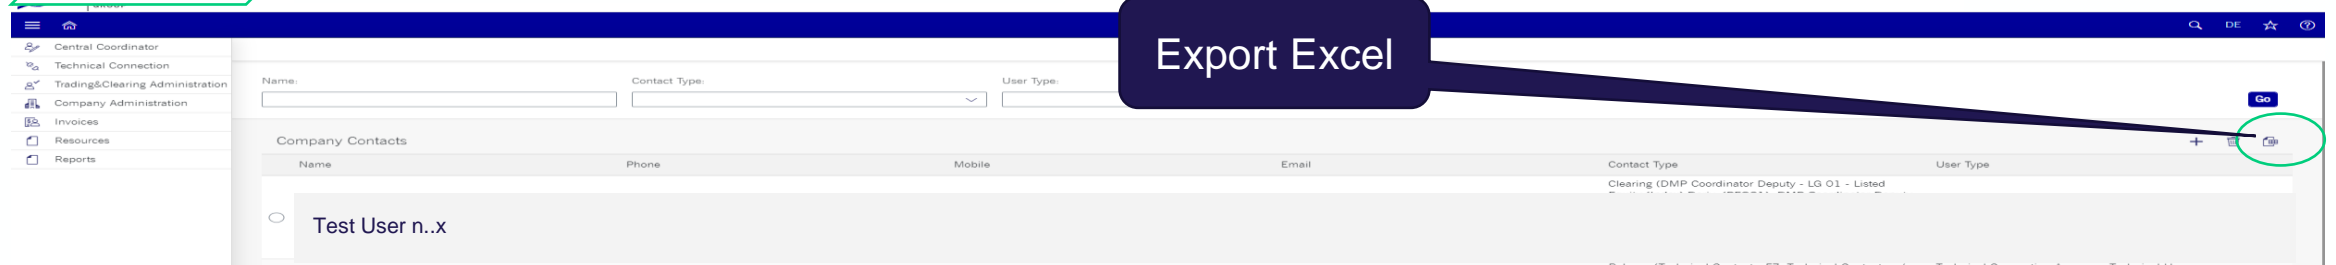 DE
Export Excel
Central Coordinator
Technical Connection
Trading&Clearing Administration
Company Administration
Invoices
Resources
Reports
Name:
Contact Type:
User Type:
Go
Company Contacts
Name Phone Mobile Email Contact Type User Type
Clearing (DMP Coordinator Deputy - LG 01 - Listed
Test User n..x